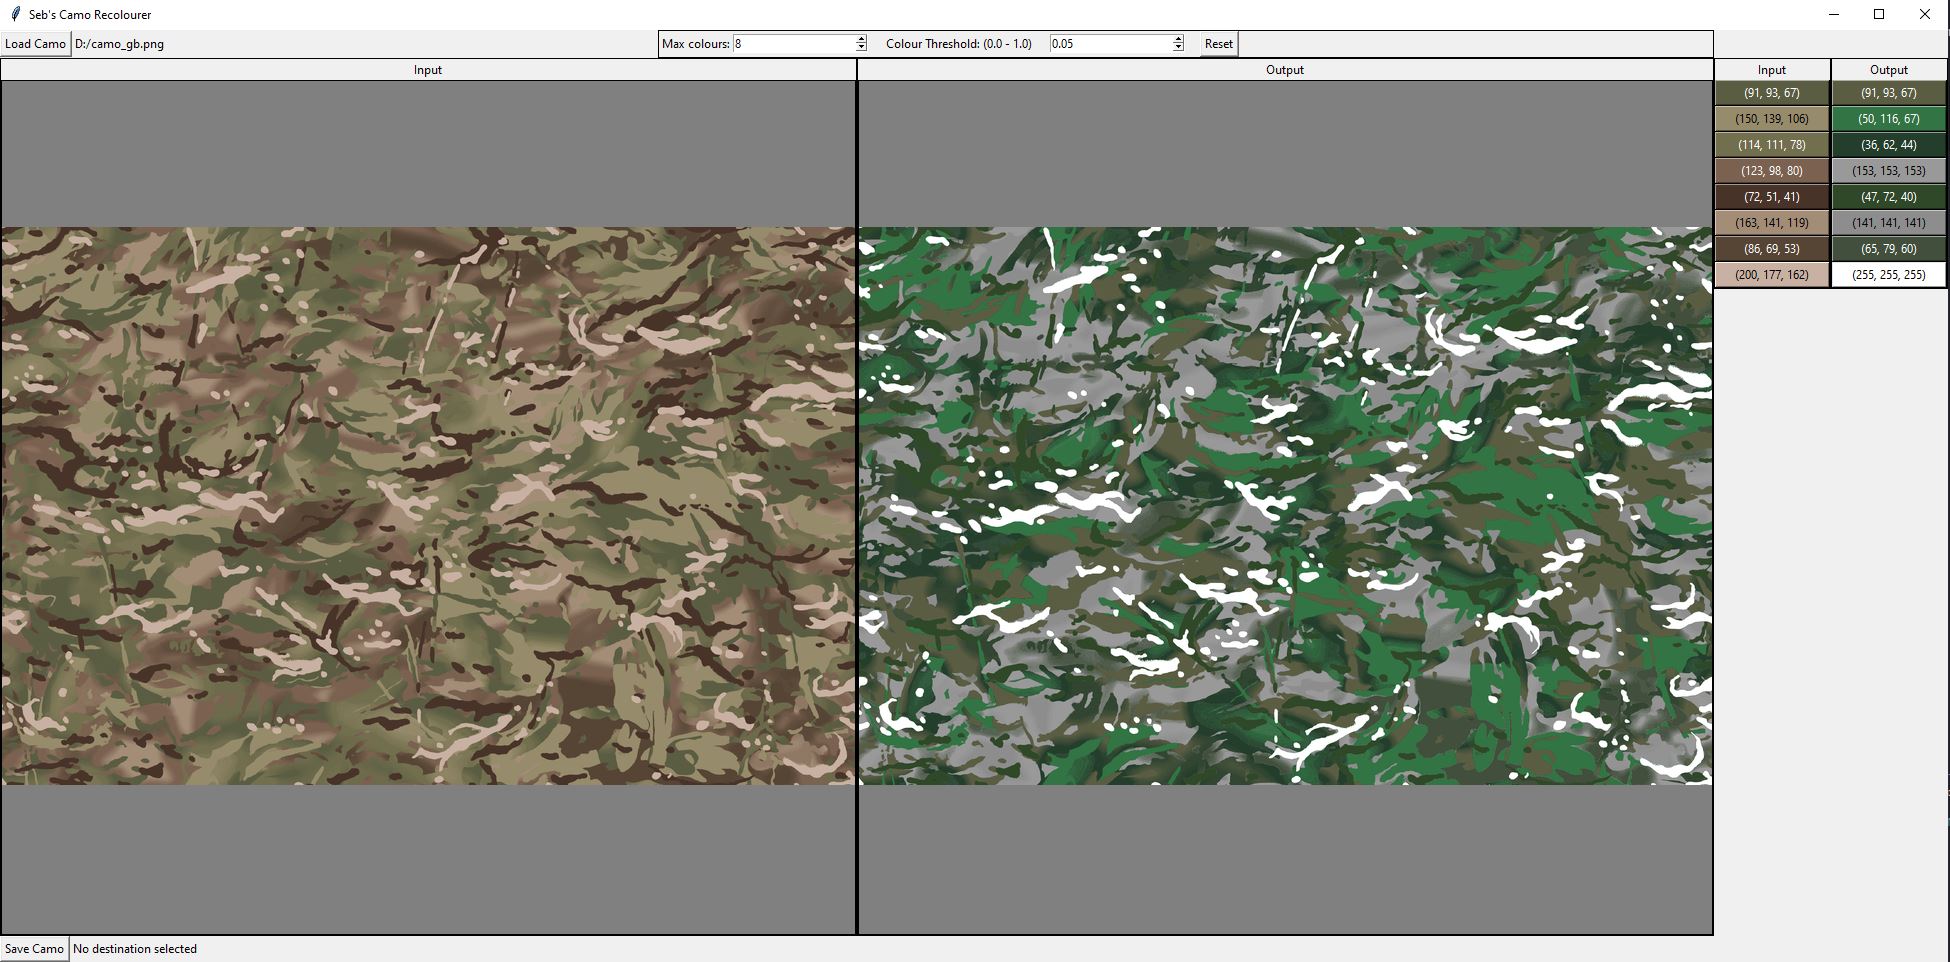 Seb's Camo Recolourer
Load Camo D:/camo_gb.png Max colours: 8 Colour Threshold: (0.0 - 1.0) 0.05 Reset
Input Output Input Output
(91, 93, 67) (91, 93, 67)
(150, 139, 106) (50, 116, 67)
(114, 111, 78) (36, 62, 44)
(123, 98, 80) (153, 153, 153)
(72, 51, 41) (47, 72, 40)
(163, 141, 119) (141, 141, 141)
(86, 69, 53) (65, 79, 60)
(200, 177, 162) (255, 255, 255)
Save Camo No destination selected